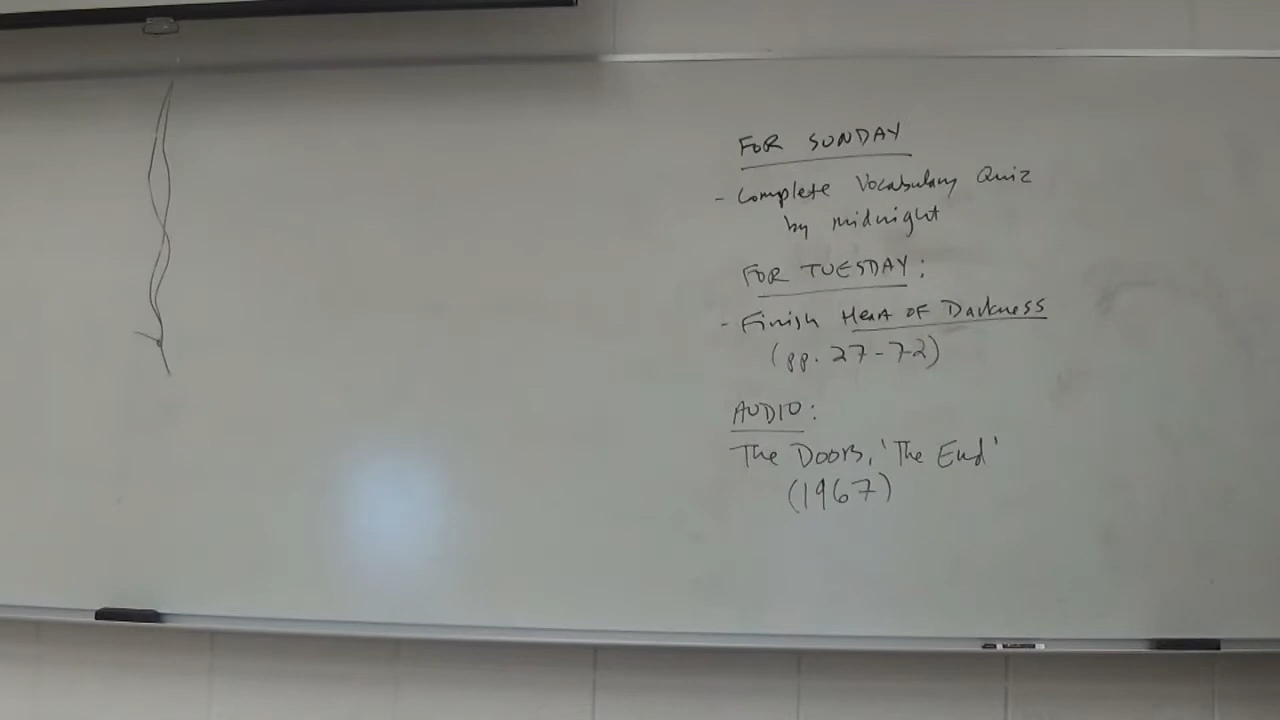 FOR SUNDAY
- Complete Vocabulary Quiz
by midnight
FOR TUESDAY:
- Finish Heart OF Darkness
(pp. 27-72)
AUDIO:
The Doors, 'The End'
(1967)